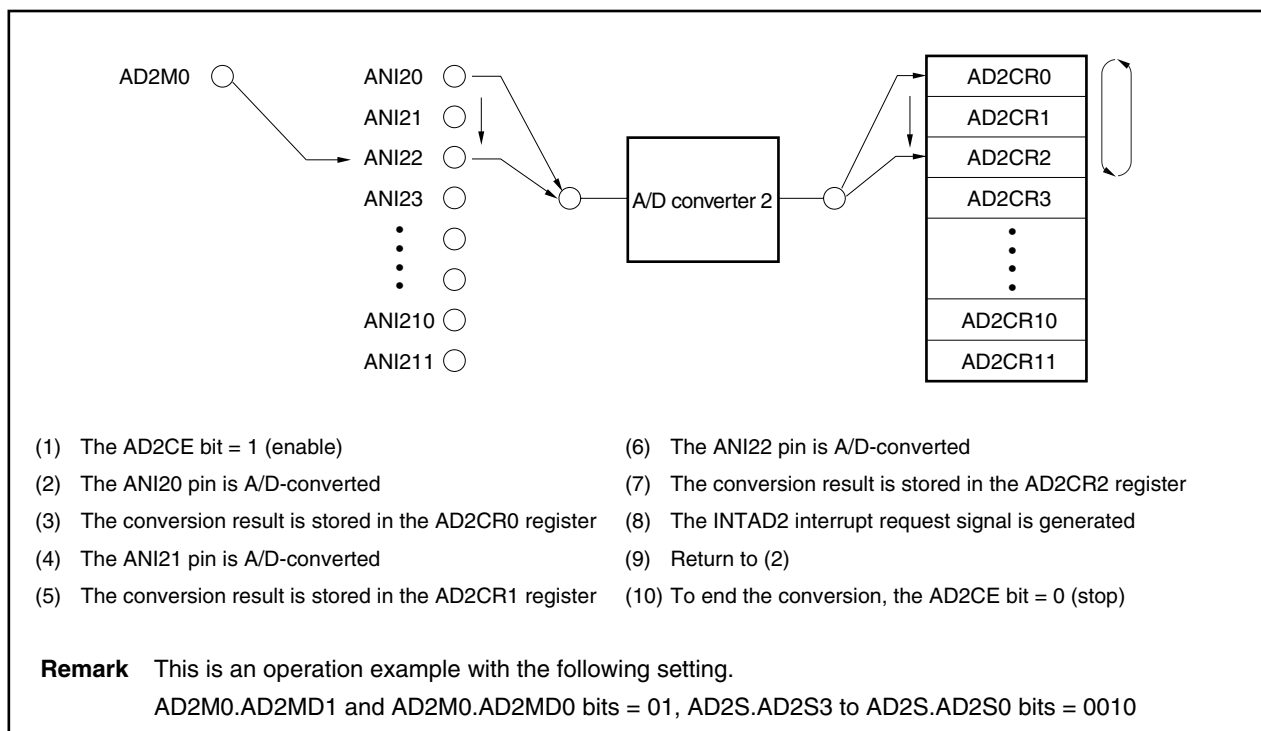 AD2M0
ANI20
ANI21
ANI22
ANI23
ANI210
ANI211
A/D converter 2
AD2CR0
AD2CR1
AD2CR2
AD2CR3
AD2CR10
AD2CR11
(1) The AD2CE bit = 1 (enable)
(2) The ANI20 pin is A/D-converted
(3) The conversion result is stored in the AD2CR0 register
(4) The ANI21 pin is A/D-converted
(5) The conversion result is stored in the AD2CR1 register
(6) The ANI22 pin is A/D-converted
(7) The conversion result is stored in the AD2CR2 register
(8) The INTAD2 interrupt request signal is generated
(9) Return to (2)
(10) To end the conversion, the AD2CE bit = 0 (stop)
Remark This is an operation example with the following setting.
AD2M0.AD2MD1 and AD2M0.AD2MD0 bits = 01, AD2S.AD2S3 to AD2S.AD2S0 bits = 0010